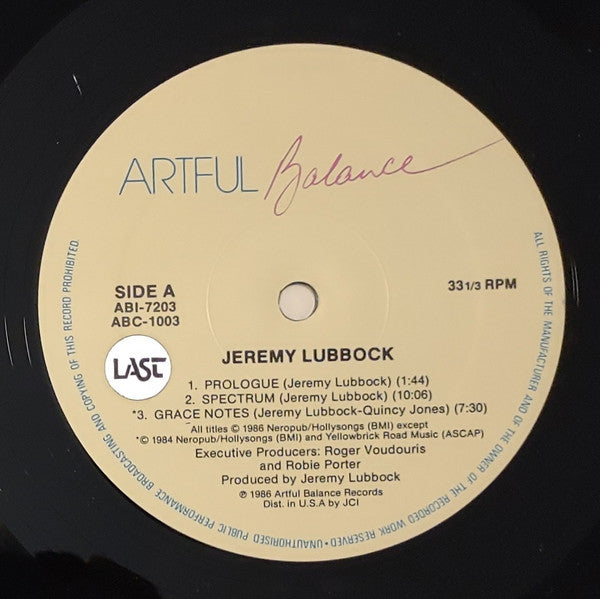 ARTFUL Balance
SIDE A
ABI-7203
ABC-1003
33 1/3 RPM
LAST
JEREMY LUBBOCK
1. PROLOGUE (Jeremy Lubbock) (1:44)
2. SPECTRUM (Jeremy Lubbock) (10:06)
*3. GRACE NOTES (Jeremy Lubbock-Quincy Jones) (7:30)
All titles © 1986 Neropub/Hollysongs (BMI) except
*© 1984 Neropub/Hollysongs (BMI) and Yellowbrick Road Music (ASCAP)
Executive Producers: Roger Voudouris
and Robie Porter
Produced by Jeremy Lubbock
℗ 1986 Artful Balance Records
Dist. in U.S.A by JCI
ALL RIGHTS OF THE MANUFACTURER AND OF THE OWNER OF THE RECORDED WORK RESERVED • UNAUTHORISED PUBLIC PERFORMANCE BROADCASTING AND COPYING OF THIS RECORD PROHIBITED